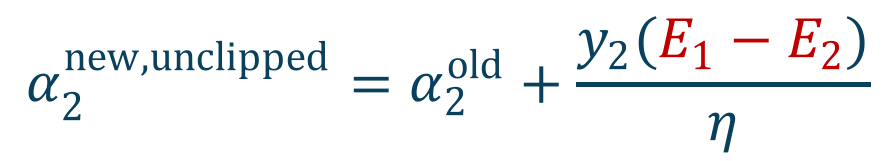 α₂^new,unclipped = α₂^old + y₂(E₁ − E₂) / η